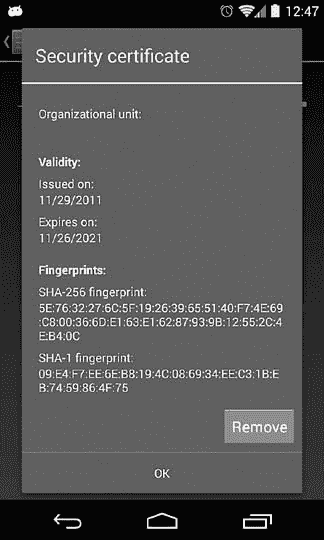 12:47
Security certificate
Organizational unit:
Validity:
Issued on:
11/29/2011
Expires on:
11/26/2021
Fingerprints:
SHA-256 fingerprint:
5E:76:32:27:6C:5F:19:26:39:65:51:40:F7:4E:69
:C8:00:36:6D:E1:63:E1:62:87:93:9B:12:55:2C:4
E:B4:0C
SHA-1 fingerprint:
09:E4:F7:EE:6E:B8:19:4C:08:69:34:EE:C3:1B:E
B:74:59:86:4F:75
Remove
OK